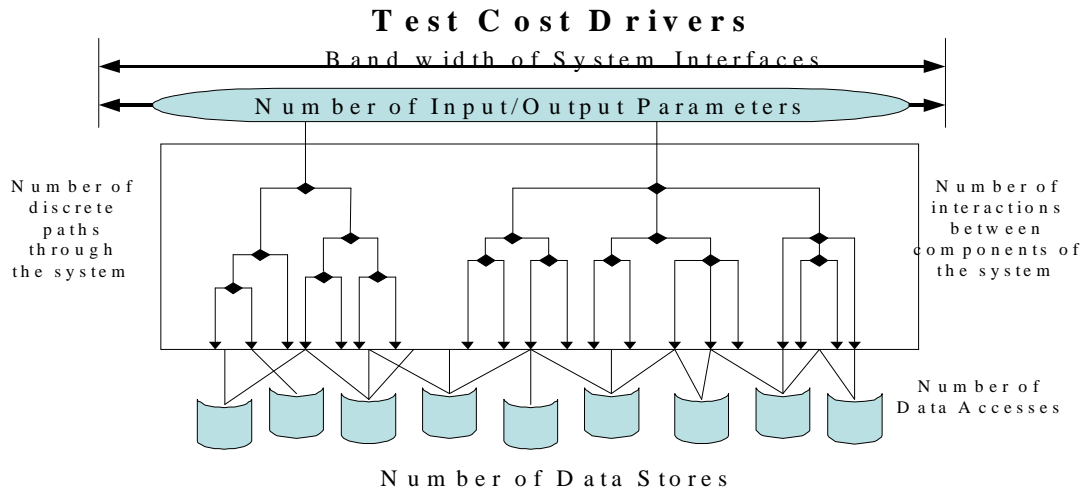 Test Cost Drivers
Band width of System Interfaces
Number of Input/Output Parameters
Number of
discrete
paths
through
the system
Number of
interactions
between
components of
the system
Number of
Data Accesses
Number of Data Stores